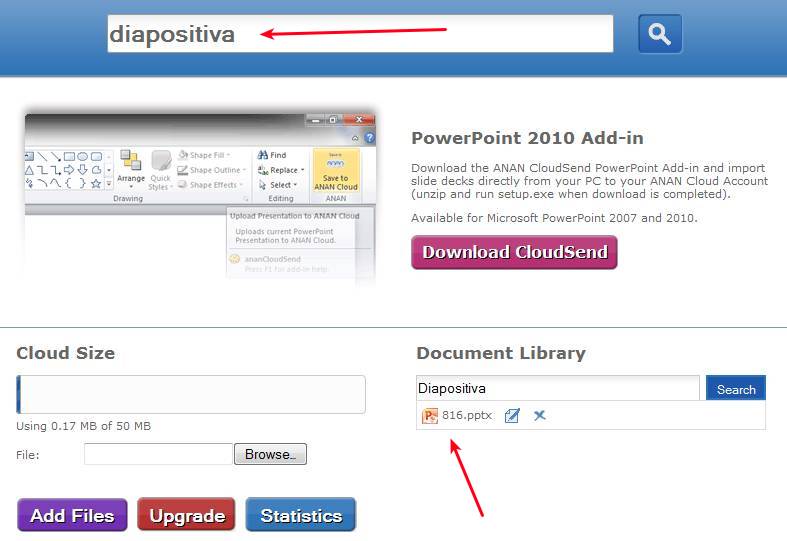 diapositiva
Shape Fill
Shape Outline
Shape Effects
Arrange
Quick
Styles
Find
Replace
Select
Save to
Save to
ANAN Cloud
Drawing
Editing
ANAN
Upload Presentation to ANAN Cloud
Uploads current PowerPoint
Presentation to ANAN Cloud.
ananCloudSend
Press F1 for add-in help.
PowerPoint 2010 Add-in
Download the ANAN CloudSend PowerPoint Add-in and import
slide decks directly from your PC to your ANAN Cloud Account
(unzip and run setup.exe when download is completed).
Available for Microsoft PowerPoint 2007 and 2010.
Download CloudSend
Cloud Size
Using 0.17 MB of 50 MB
File:
Browse...
Add Files
Upgrade
Statistics
Document Library
Diapositiva
Search
816.pptx